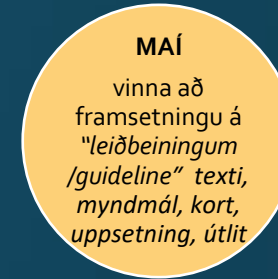 MAÍ
vinna að
framsetningu á
"leiðbeiningum
/guideline" texti,
myndmál, kort,
uppsetning, útlit